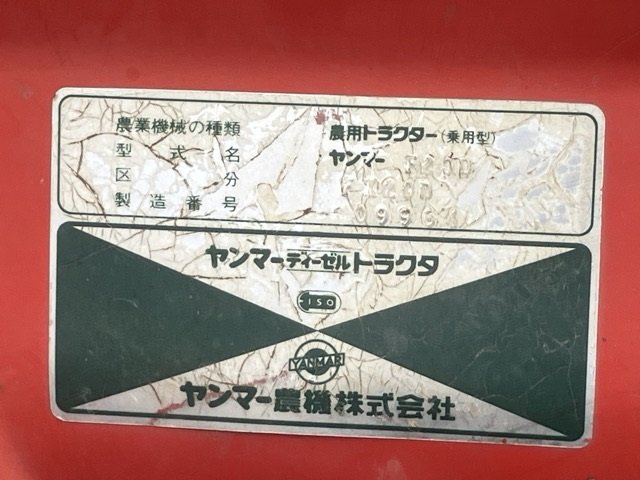 農業機械の種類 農用トラクター(乗用型)
型式名 ヤンマー
区分
製造番号
ヤンマーディーゼルトラクタ
ISO
YANMAR
ヤンマー農機株式会社